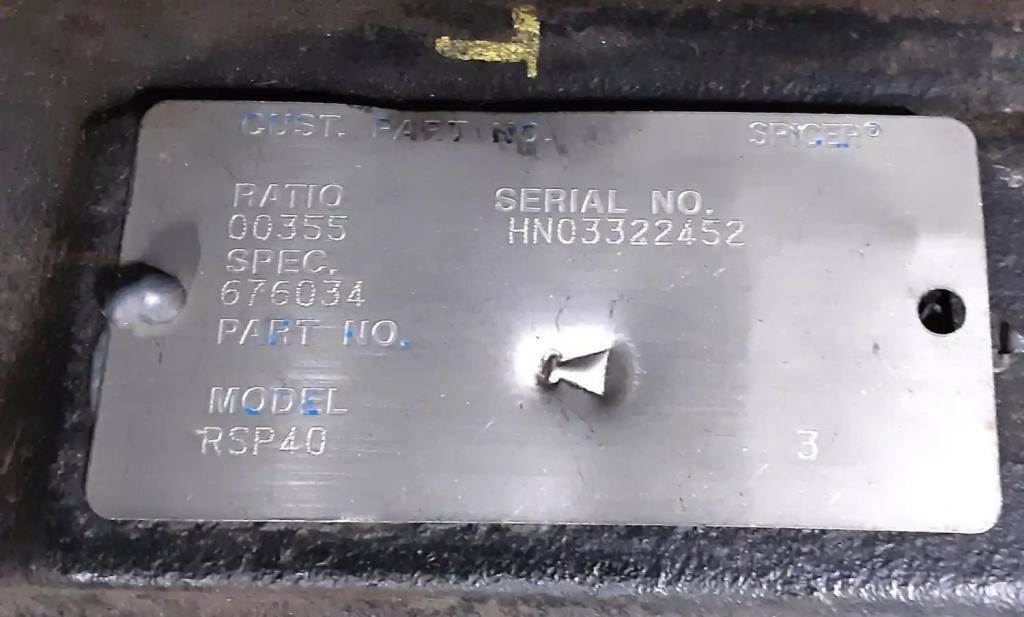 CUST. PART NO. SPICER®
RATIO SERIAL NO.
00355 HN03322452
SPEC.
676034
PART NO.
MODEL
RSP40 3